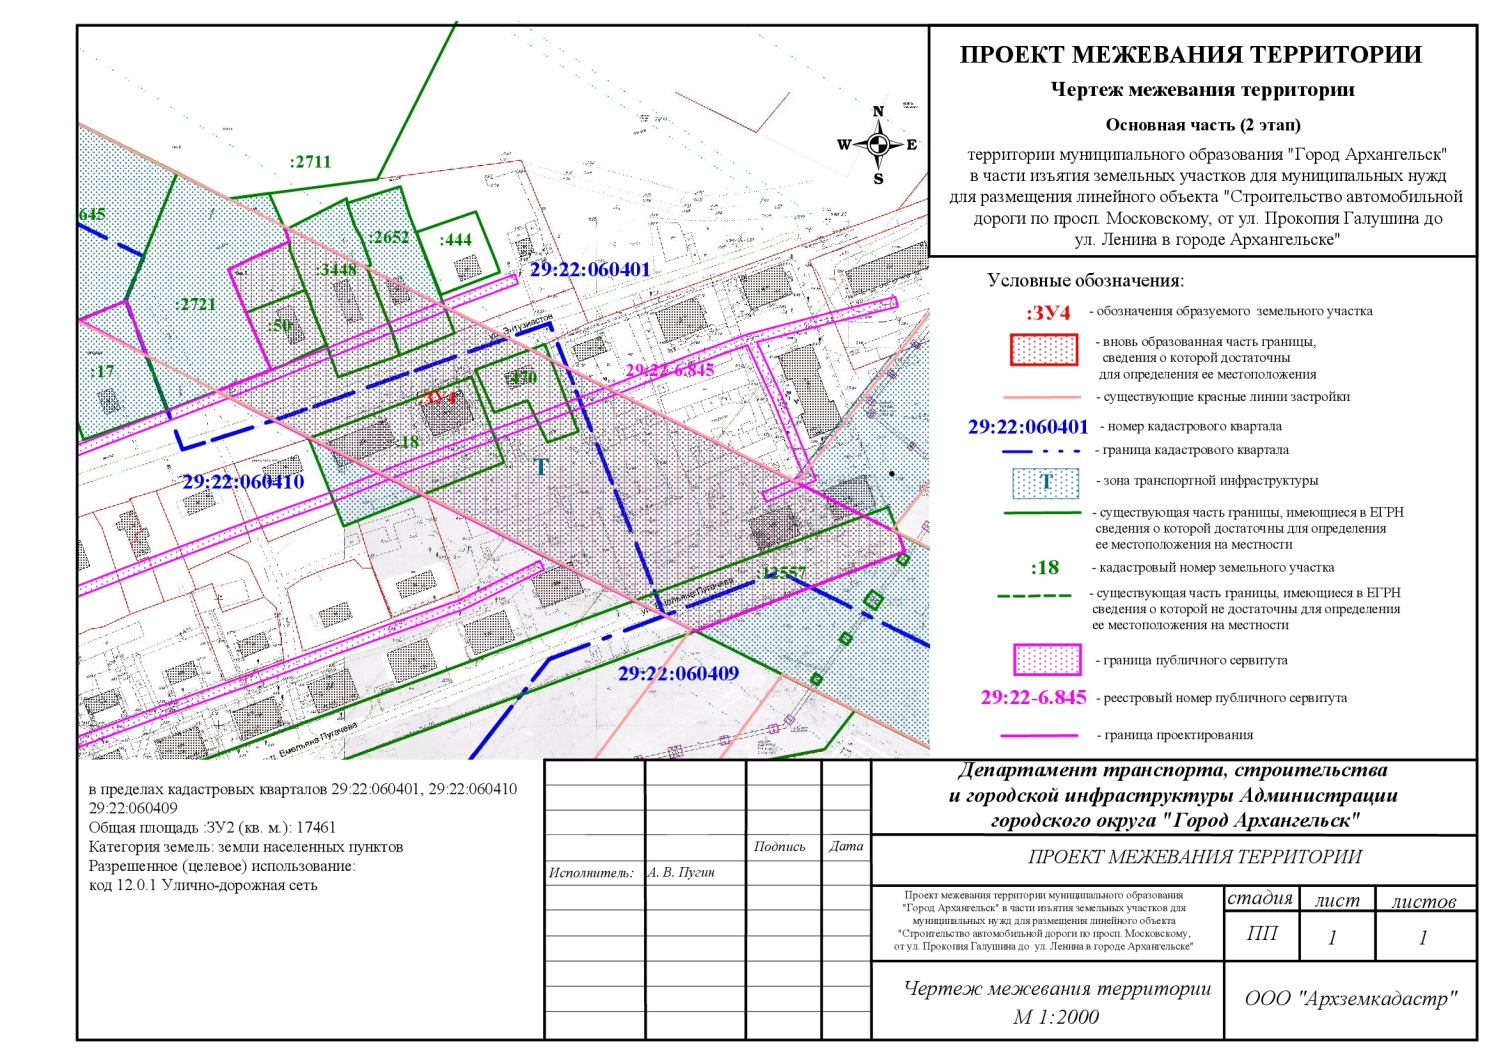 ПРОЕКТ МЕЖЕВАНИЯ ТЕРРИТОРИИ
Чертеж межевания территории
Основная часть (2 этап)
территории муниципального образования "Город Архангельск"
в части изъятия земельных участков для муниципальных нужд
для размещения линейного объекта "Строительство автомобильной
дороги по просп. Московскому, от ул. Прокопия Галушина до
ул. Ленина в городе Архангельске"
N
W
E
S
:2711
645
:2652
:444
:3448
29:22:060401
:2721
:50
ул. Энтузиастов
:17
29:22-6.845
:470
:ЗУ4
:18
Т
29:22:060410
:12557
29:22:060409
ул. Емельяна Пугачева
Условные обозначения:
:ЗУ4 - обозначения образуемого земельного участка
- вновь образованная часть границы,
сведения о которой достаточны
для определения ее местоположения
- существующие красные линии застройки
29:22:060401 - номер кадастрового квартала
- граница кадастрового квартала
Т - зона транспортной инфраструктуры
- существующая часть границы, имеющиеся в ЕГРН
сведения о которой достаточны для определения
ее местоположения на местности
:18 - кадастровый номер земельного участка
- существующая часть границы, имеющиеся в ЕГРН
сведения о которой не достаточны для определения
ее местоположения на местности
- граница публичного сервитута
29:22-6.845 - реестровый номер публичного сервитута
- граница проектирования
в пределах кадастровых кварталов 29:22:060401, 29:22:060410
29:22:060409
Общая площадь :ЗУ2 (кв. м.): 17461
Категория земель: земли населенных пунктов
Разрешенное (целевое) использование:
код 12.0.1 Улично-дорожная сеть
Подпись
Дата
Исполнитель:
А. В. Пугин
Департамент транспорта, строительства
и городской инфраструктуры Администрации
городского округа "Город Архангельск"
ПРОЕКТ МЕЖЕВАНИЯ ТЕРРИТОРИИ
Проект межевания территории муниципального образования
"Город Архангельск" в части изъятия земельных участков для
муниципальных нужд для размещения линейного объекта
"Строительство автомобильной дороги по просп. Московскому,
от ул. Прокопия Галушина до ул. Ленина в городе Архангельске"
стадия
лист
листов
ПП
1
1
Чертеж межевания территории
М 1:2000
ООО "Архземкадастр"